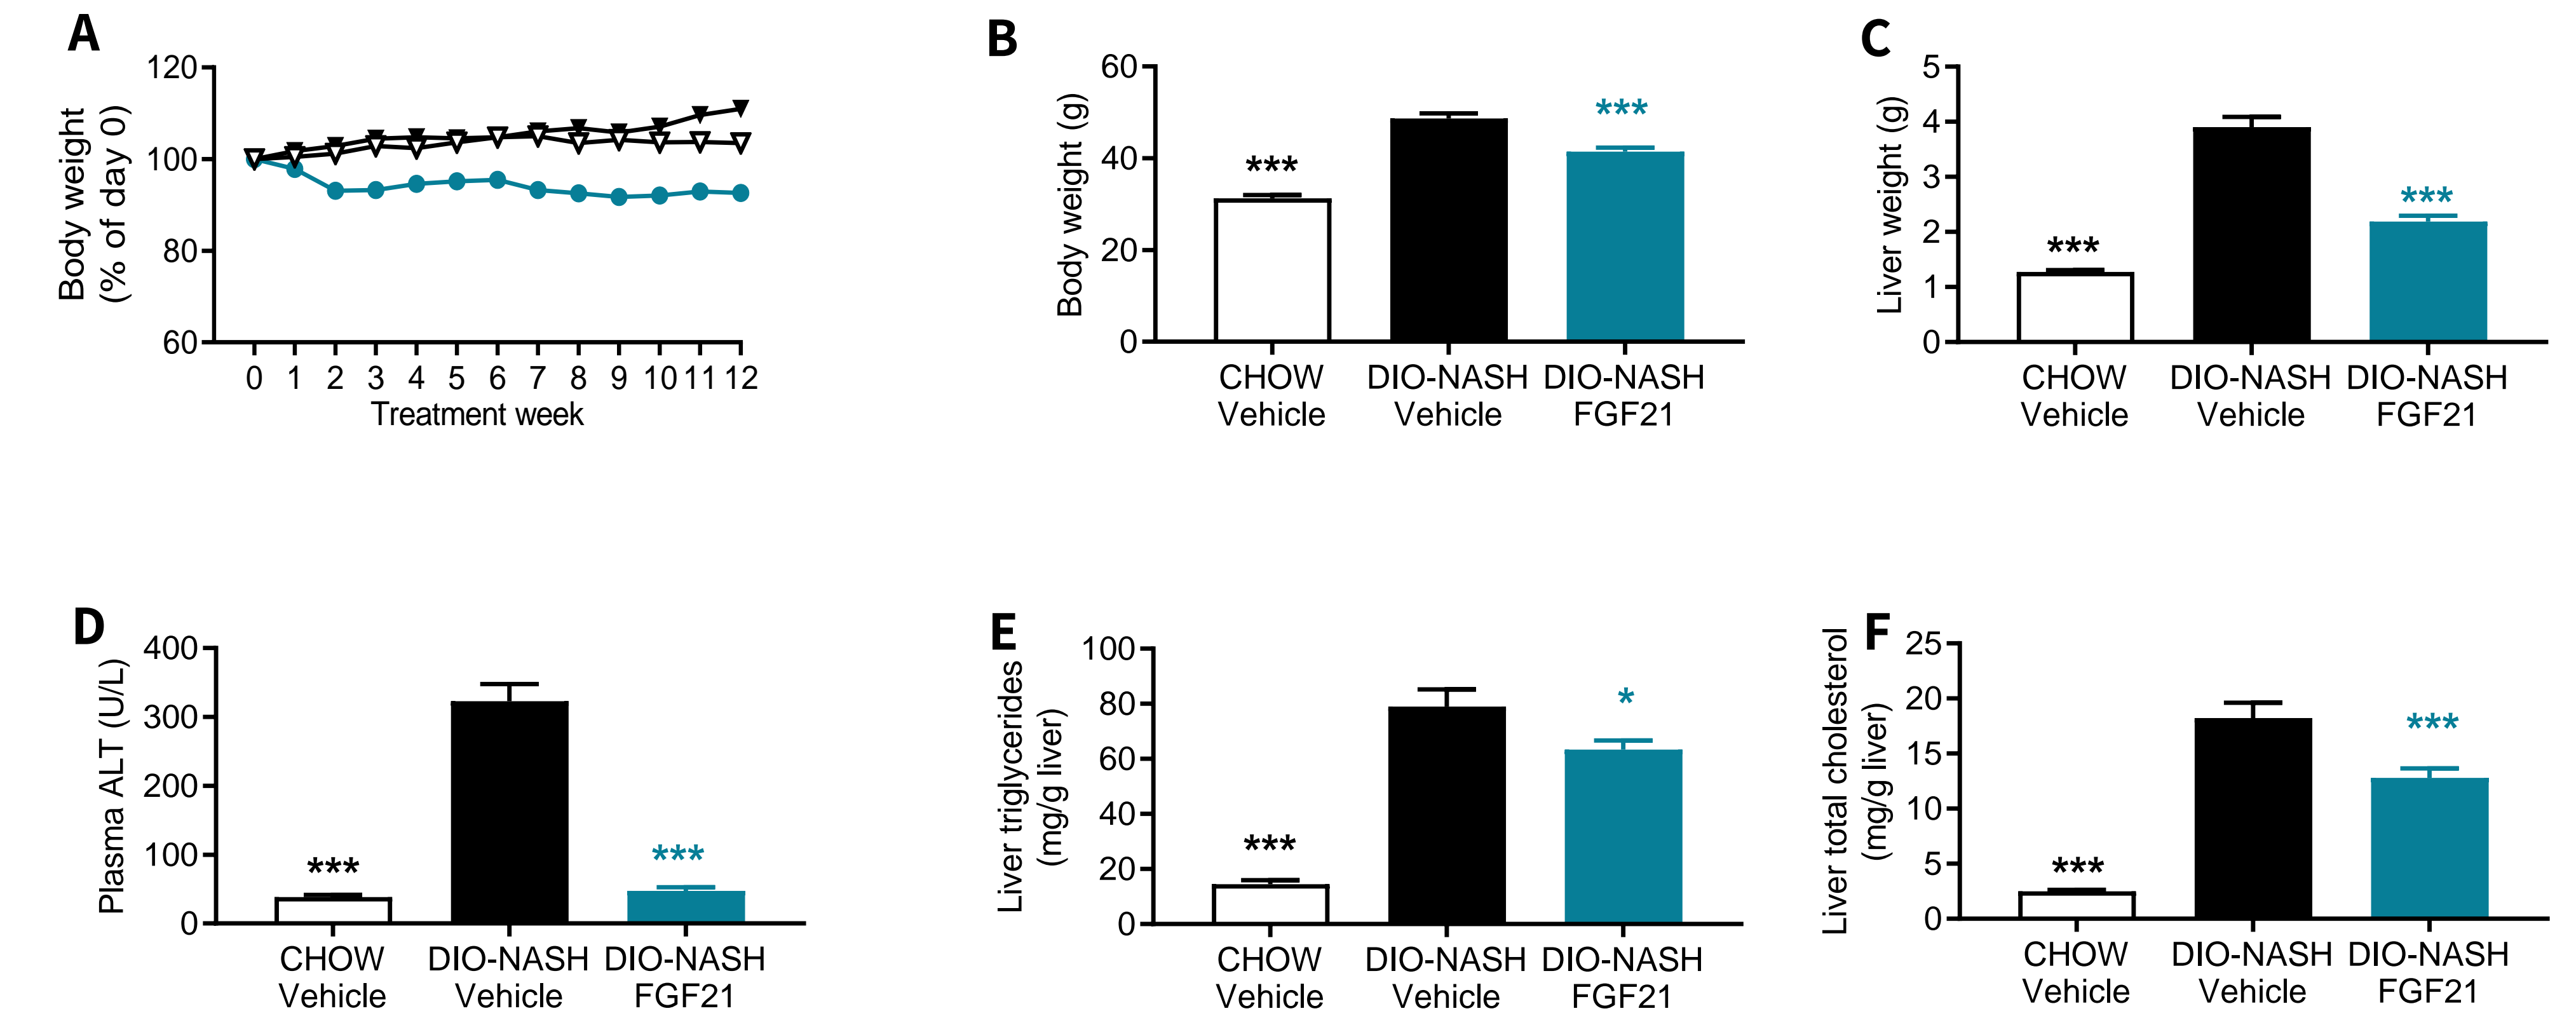 A
120
100
80
60
Body weight
(% of day 0)
0 1 2 3 4 5 6 7 8 9 10 11 12
Treatment week
B
60
40
20
0
Body weight (g)
***
***
CHOW DIO-NASH DIO-NASH
Vehicle Vehicle FGF21
C
5
4
3
2
1
0
Liver weight (g)
***
***
CHOW DIO-NASH DIO-NASH
Vehicle Vehicle FGF21
D
400
300
200
100
0
Plasma ALT (U/L)
***
***
CHOW DIO-NASH DIO-NASH
Vehicle Vehicle FGF21
E
100
80
60
40
20
0
Liver triglycerides
(mg/g liver)
***
*
CHOW DIO-NASH DIO-NASH
Vehicle Vehicle FGF21
F
25
20
15
10
5
0
Liver total cholesterol
(mg/g liver)
***
***
CHOW DIO-NASH DIO-NASH
Vehicle Vehicle FGF21